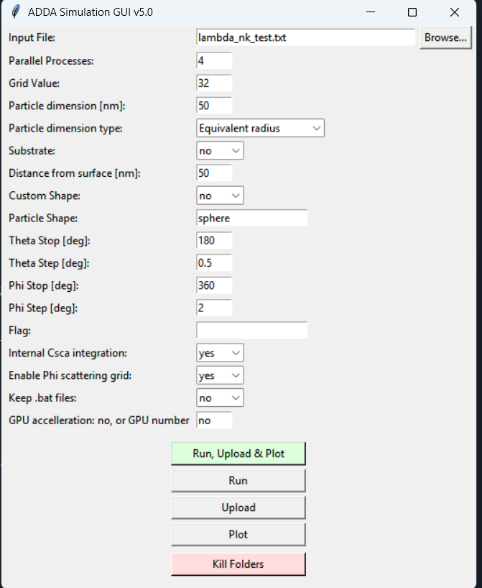 ADDA Simulation GUI v5.0
Input File: lambda_nk_test.txt Browse...
Parallel Processes: 4
Grid Value: 32
Particle dimension [nm]: 50
Particle dimension type: Equivalent radius
Substrate: no
Distance from surface [nm]: 50
Custom Shape: no
Particle Shape: sphere
Theta Stop [deg]: 180
Theta Step [deg]: 0.5
Phi Stop [deg]: 360
Phi Step [deg]: 2
Flag:
Internal Csca integration: yes
Enable Phi scattering grid: yes
Keep .bat files: no
GPU accelleration: no, or GPU number no
Run, Upload & Plot
Run
Upload
Plot
Kill Folders